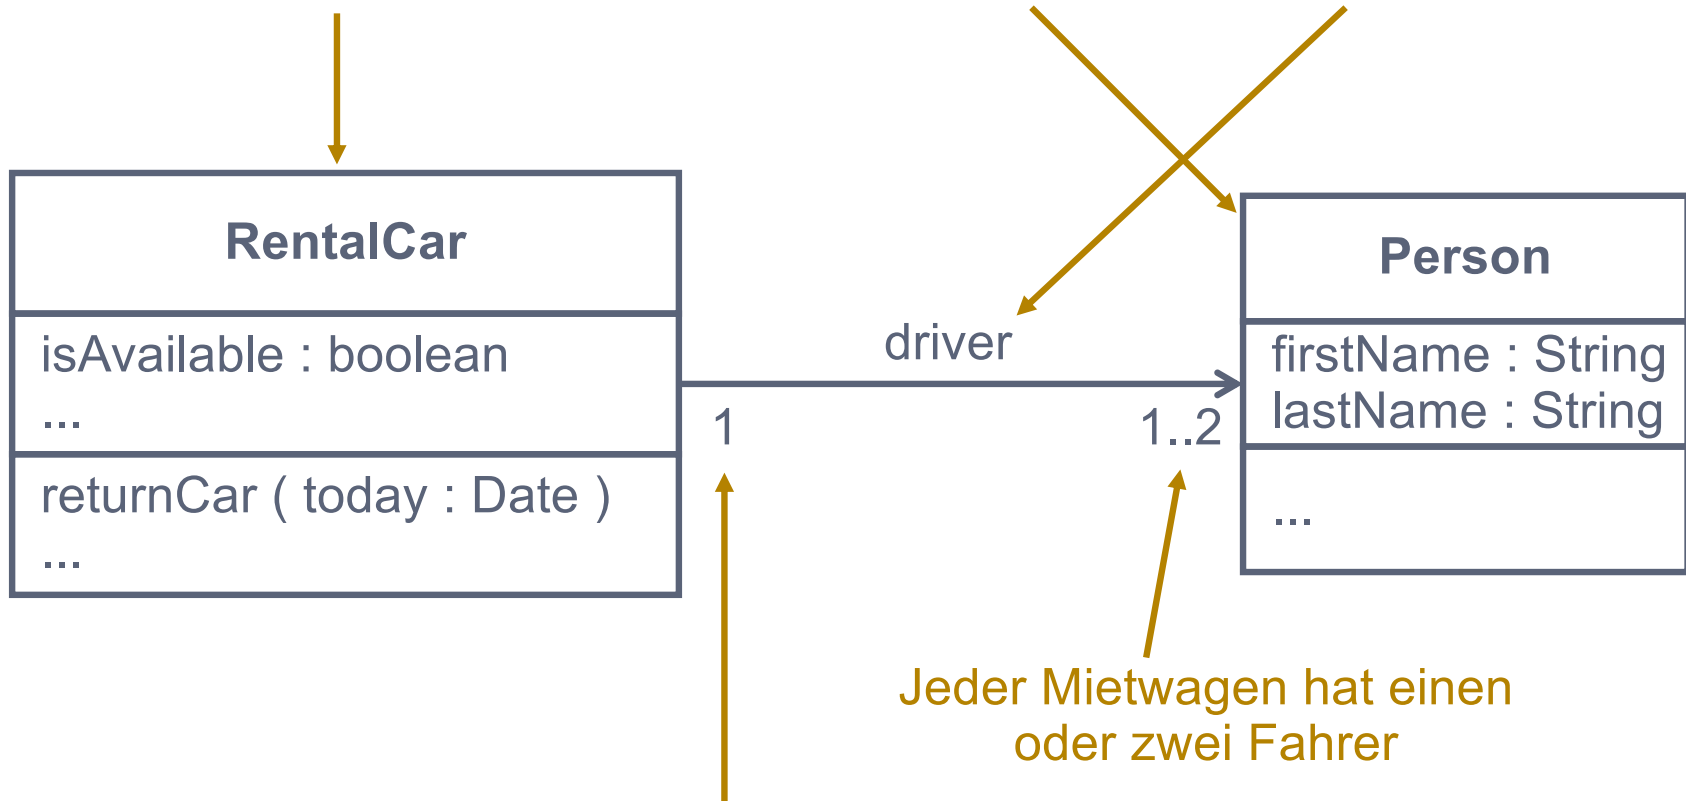 RentalCar
isAvailable : boolean
...
returnCar ( today : Date )
...
driver
1
1..2
Person
firstName : String
lastName : String
...
Jeder Mietwagen hat einen
oder zwei Fahrer